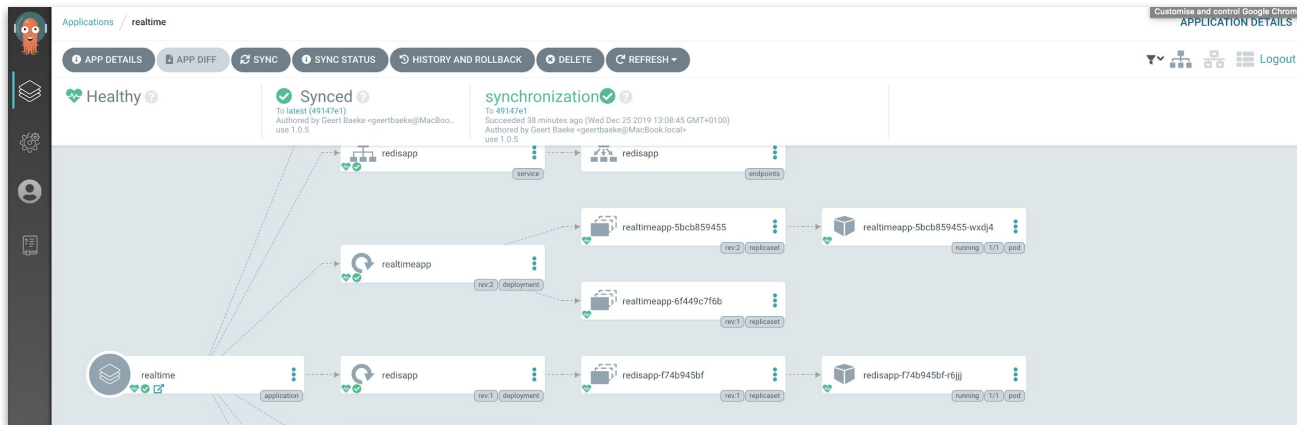 Customise and control Google Chrom
Applications / realtime
APPLICATION DETAILS
APP DETAILS
APP DIFF
SYNC
SYNC STATUS
HISTORY AND ROLLBACK
DELETE
REFRESH
Logout
Healthy
Synced
To latest (49147e1)
Authored by Geert Baeke <geertbaeke@MacBoo...
use 1.0.5
synchronization
To 49147e1
Succeeded 38 minutes ago (Wed Dec 25 2019 13:08:45 GMT+0100)
Authored by Geert Baeke <geertbaeke@MacBook.local>
use 1.0.5
redisapp
service
redisapp
endpoints
realtimeapp-5bcb859455
rev:2 replicaset
realtimeapp-5bcb859455-wxdj4
running 1/1 pod
realtimeapp
rev:2 deployment
realtimeapp-6f449c7f6b
rev:1 replicaset
realtime
application
redisapp
rev:1 deployment
redisapp-f74b945bf
rev:1 replicaset
redisapp-f74b945bf-r6jjj
running 1/1 pod